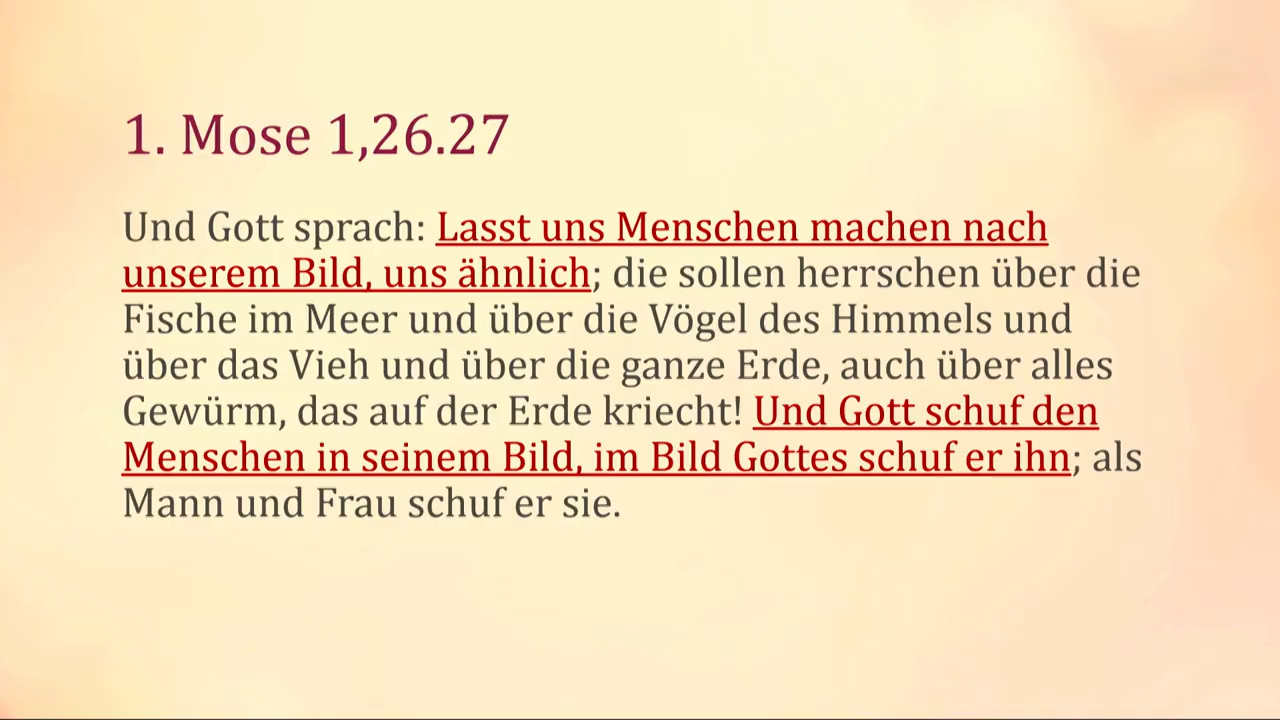 1. Mose 1,26.27
Und Gott sprach: Lasst uns Menschen machen nach
unserem Bild, uns ähnlich; die sollen herrschen über die
Fische im Meer und über die Vögel des Himmels und
über das Vieh und über die ganze Erde, auch über alles
Gewürm, das auf der Erde kriecht! Und Gott schuf den
Menschen in seinem Bild, im Bild Gottes schuf er ihn; als
Mann und Frau schuf er sie.